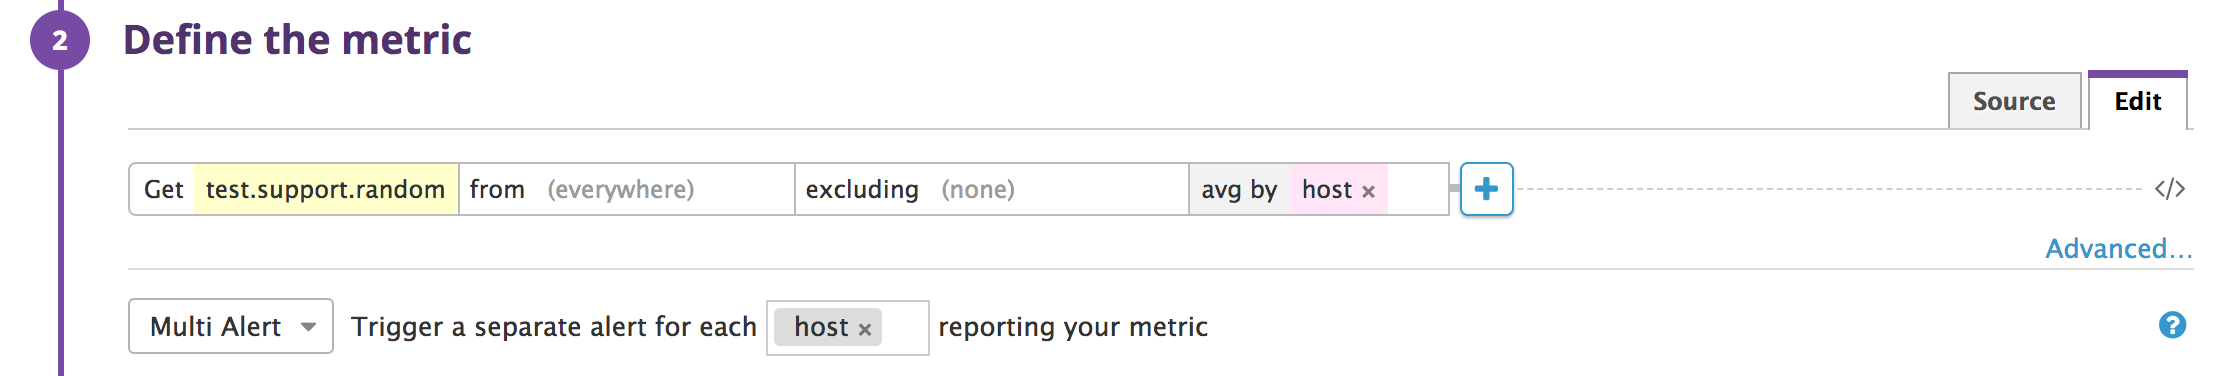 2 Define the metric
Source Edit
Get test.support.random from (everywhere) excluding (none) avg by host × + </>
Advanced...
Multi Alert Trigger a separate alert for each host × reporting your metric ?